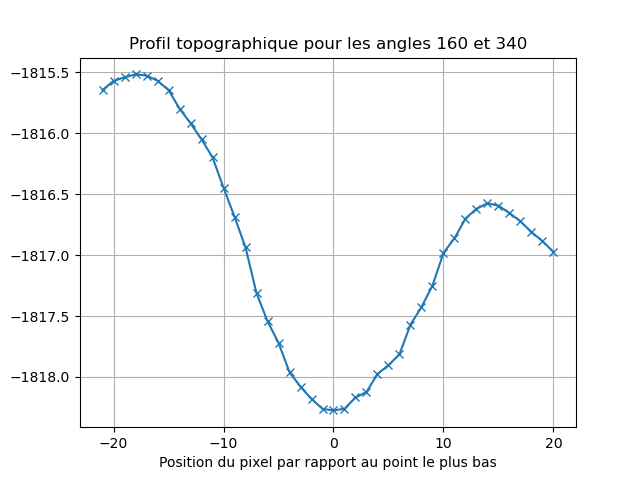 Profil topographique pour les angles 160 et 340
−1815.5
−1816.0
−1816.5
−1817.0
−1817.5
−1818.0
−20 −10 0 10 20
Position du pixel par rapport au point le plus bas